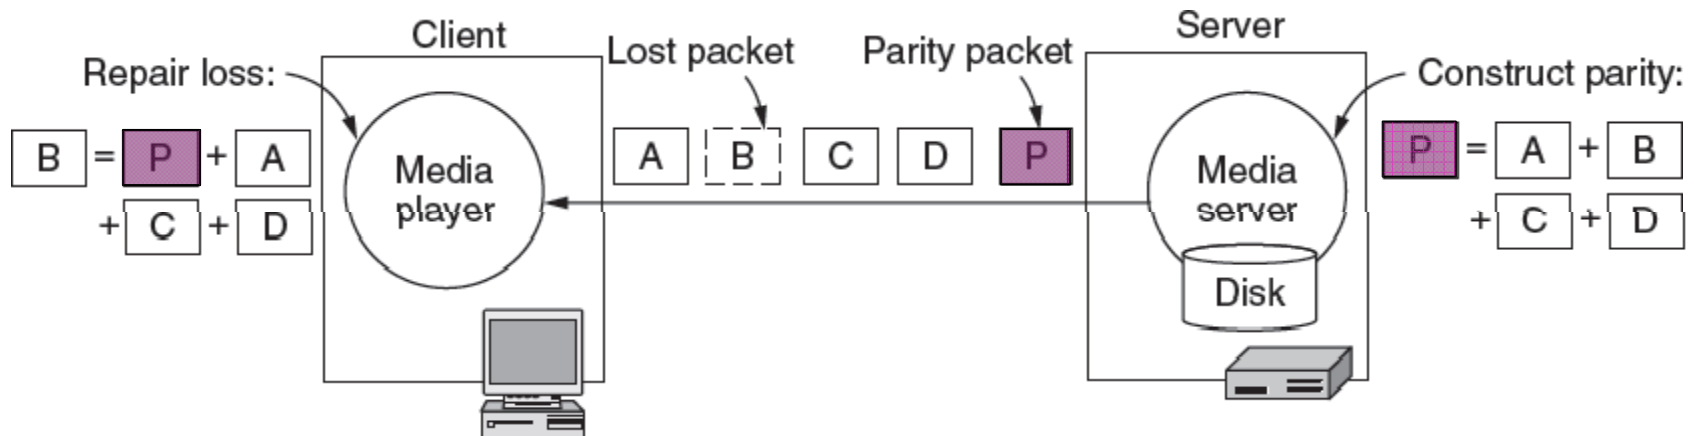 Client
Server
Repair loss:
Lost packet
Parity packet
Construct parity:
B = P + A
+ C + D
Media
player
A B C D P
Media
server
Disk
P = A + B
+ C + D